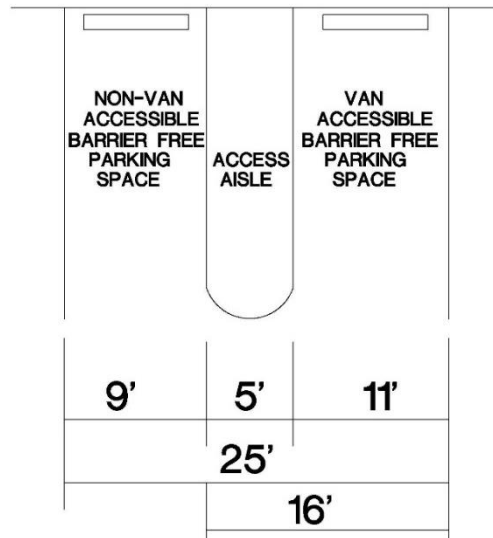 NON-VAN
ACCESSIBLE
BARRIER FREE
PARKING
SPACE
ACCESS
AISLE
VAN
ACCESSIBLE
BARRIER FREE
PARKING
SPACE
9'
5'
11'
25'
16'